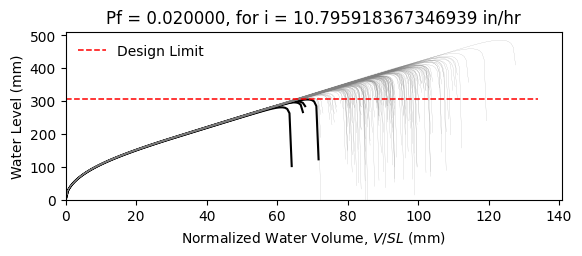 Pf = 0.020000, for i = 10.795918367346939 in/hr
Water Level (mm)
500
400
300
200
100
0
Design Limit
0 20 40 60 80 100 120 140
Normalized Water Volume, V/SL (mm)